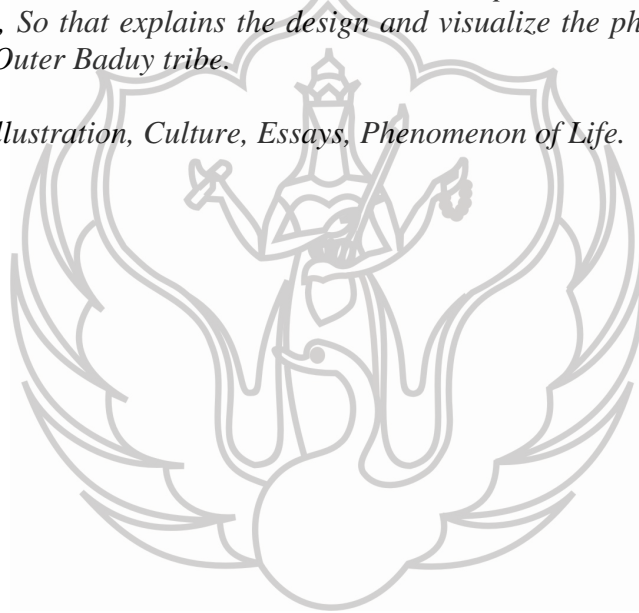 , So that explains the design and visualize the ph
Outer Baduy tribe.
llustration, Culture, Essays, Phenomenon of Life.